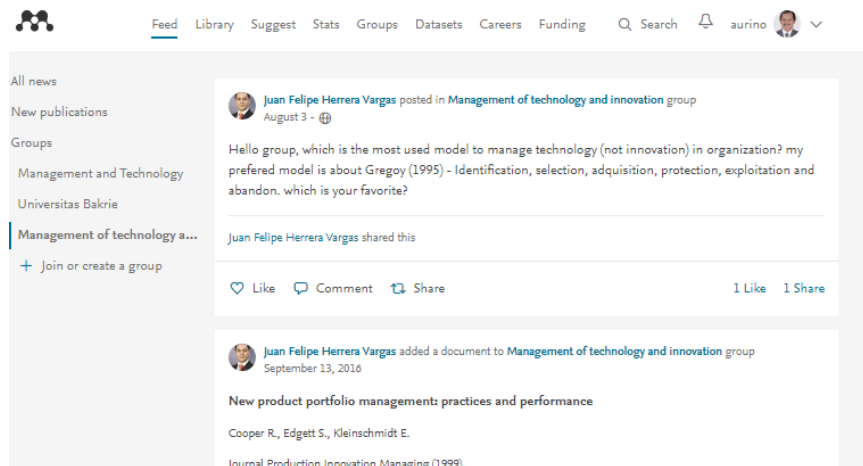 Feed Library Suggest Stats Groups Datasets Careers Funding Search aurino
All news
New publications
Groups
Management and Technology
Universitas Bakrie
Management of technology a...
+ Join or create a group
Juan Felipe Herrera Vargas posted in Management of technology and innovation group
August 3 -
Hello group, which is the most used model to manage technology (not innovation) in organization? my
prefered model is about Gregoy (1995) - Identification, selection, adquisition, protection, exploitation and
abandon. which is your favorite?
Juan Felipe Herrera Vargas shared this
Like Comment Share 1 Like 1 Share
Juan Felipe Herrera Vargas added a document to Management of technology and innovation group
September 13, 2016
New product portfolio management: practices and performance
Cooper R., Edgett S., Kleinschmidt E.
Journal Production Innovation Managing (1999)